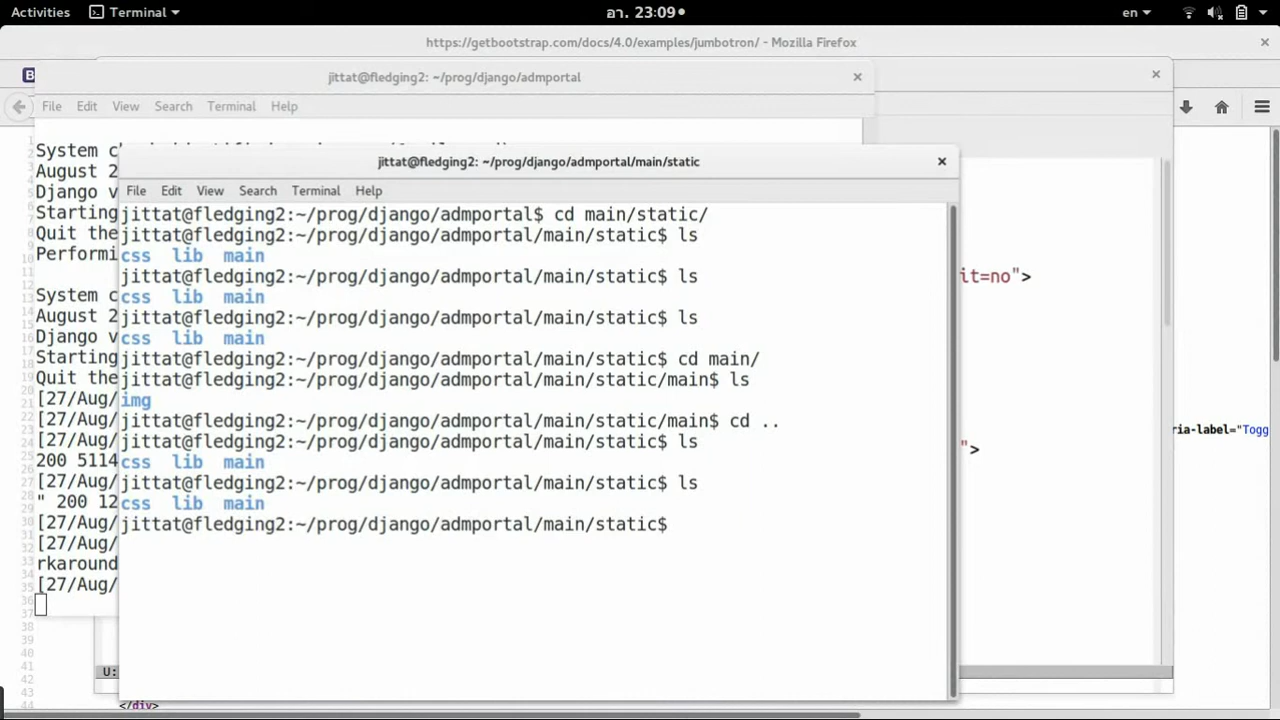 Activities Terminal อา. 23:09 en
https://getbootstrap.com/docs/4.0/examples/jumbotron/ - Mozilla Firefox
jittat@fledging2: ~/prog/django/admportal
File Edit View Search Terminal Help
System c
August 2
Django v
Starting
Quit the
Performi
System c
August 2
Django v
Starting
Quit the
[27/Aug/
[27/Aug/
[27/Aug/
200 5114
[27/Aug/
" 200 12
[27/Aug/
[27/Aug/
rkaround
[27/Aug/
jittat@fledging2: ~/prog/django/admportal/main/static
File Edit View Search Terminal Help
jittat@fledging2:~/prog/django/admportal$ cd main/static/
jittat@fledging2:~/prog/django/admportal/main/static$ ls
css lib main
jittat@fledging2:~/prog/django/admportal/main/static$ ls
css lib main
jittat@fledging2:~/prog/django/admportal/main/static$ ls
css lib main
jittat@fledging2:~/prog/django/admportal/main/static$ cd main/
jittat@fledging2:~/prog/django/admportal/main/static/main$ ls
img
jittat@fledging2:~/prog/django/admportal/main/static/main$ cd ..
jittat@fledging2:~/prog/django/admportal/main/static$ ls
css lib main
jittat@fledging2:~/prog/django/admportal/main/static$ ls
css lib main
jittat@fledging2:~/prog/django/admportal/main/static$
it=no">
ria-label="Togg
">
U:
</div>